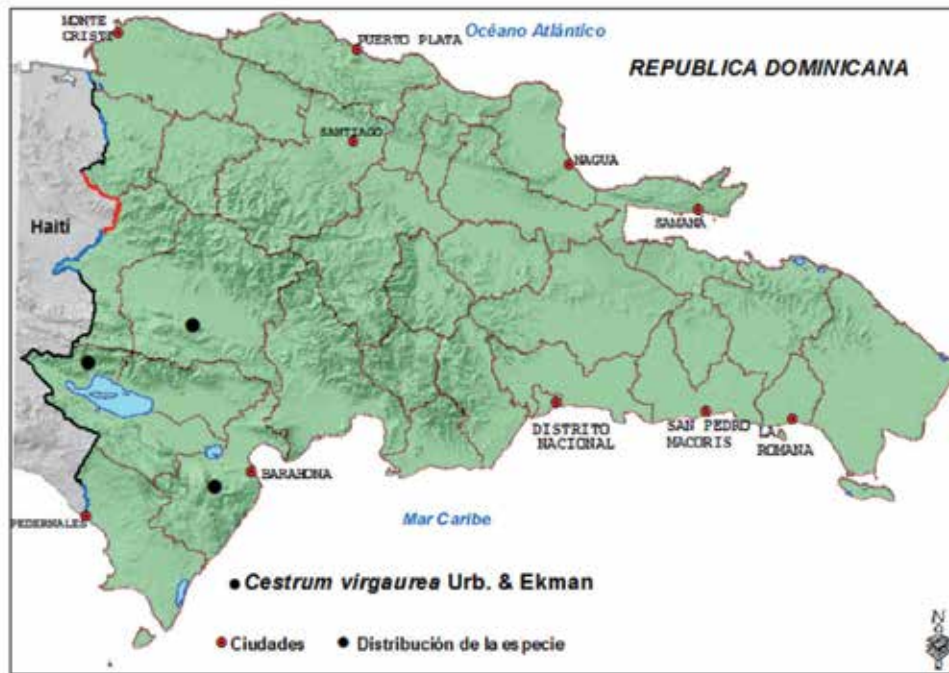 MONTE
CRISTI
PUERTO PLATA
Océano Atlántico
REPUBLICA DOMINICANA
SANTIAGO
NAGUA
SAMANA
Haití
DISTRITO
NACIONAL
SAN PEDRO
MACORIS
LA
ROMANA
BARAHONA
PEDERNALES
Mar Caribe
Cestrum virgaurea Urb. & Ekman
Ciudades
Distribución de la especie
N